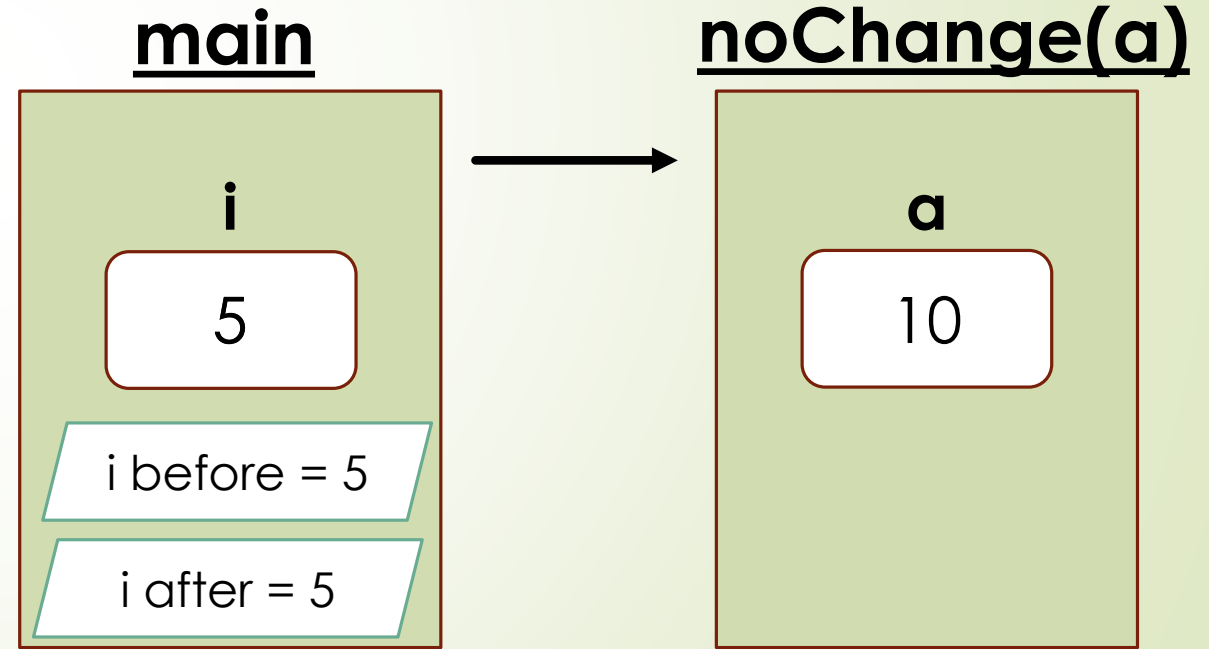 main
noChange(a)
i
a
5
10
i before = 5
i after = 5